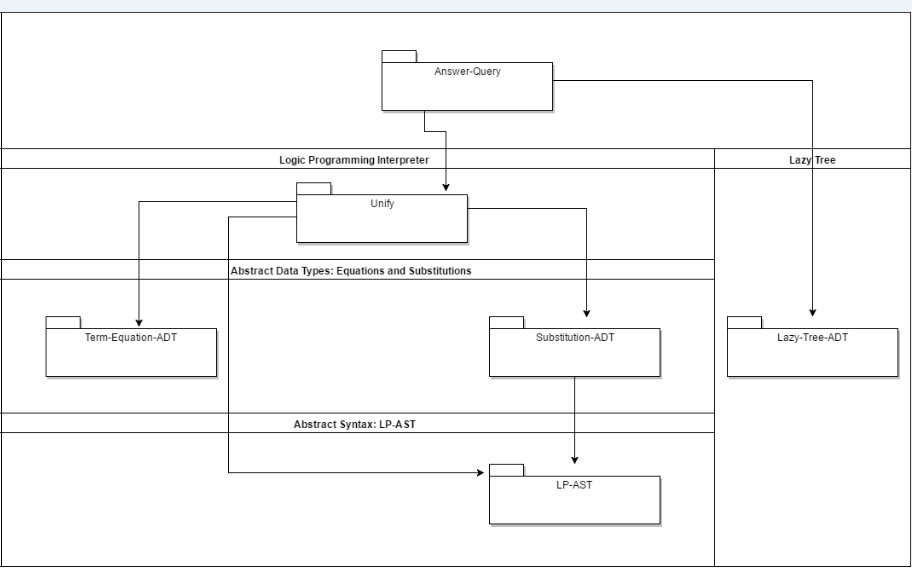 Answer-Query
Logic Programming Interpreter
Lazy Tree
Unify
Abstract Data Types: Equations and Substitutions
Term-Equation-ADT
Substitution-ADT
Lazy-Tree-ADT
Abstract Syntax: LP-AST
LP-AST